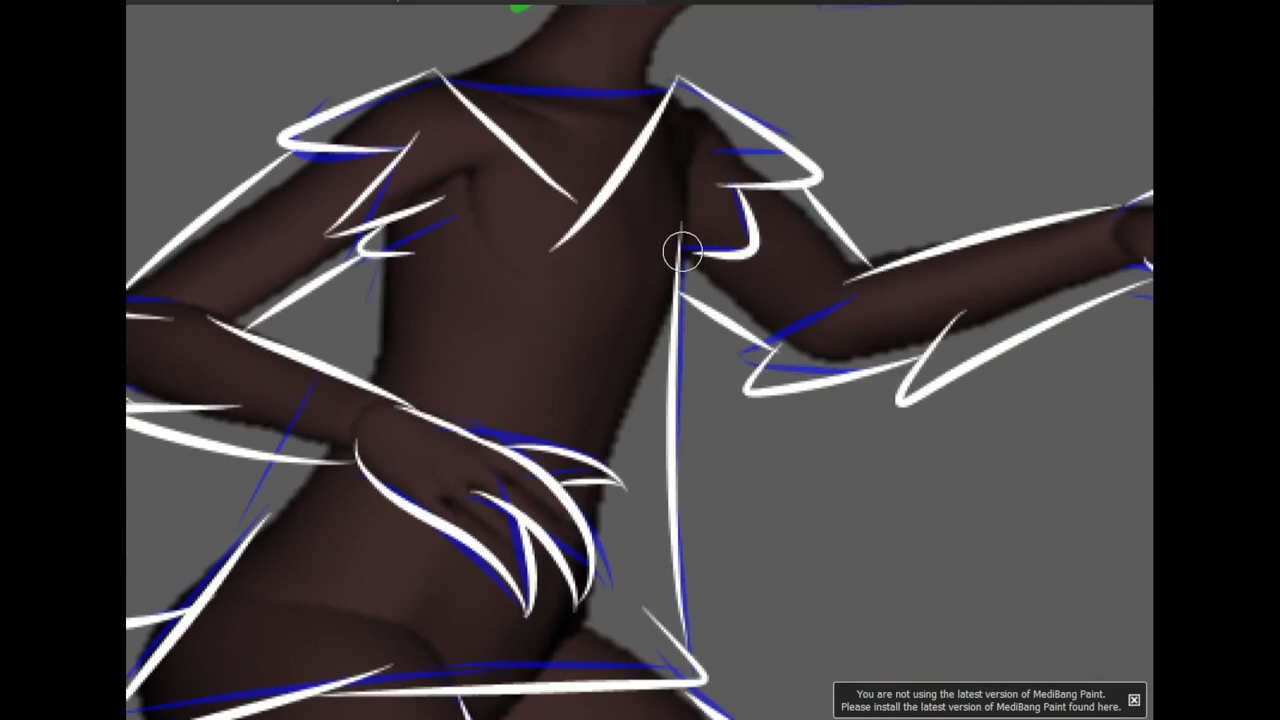 You are not using the latest version of MediBang Paint.
Please install the latest version of MediBang Paint found here.